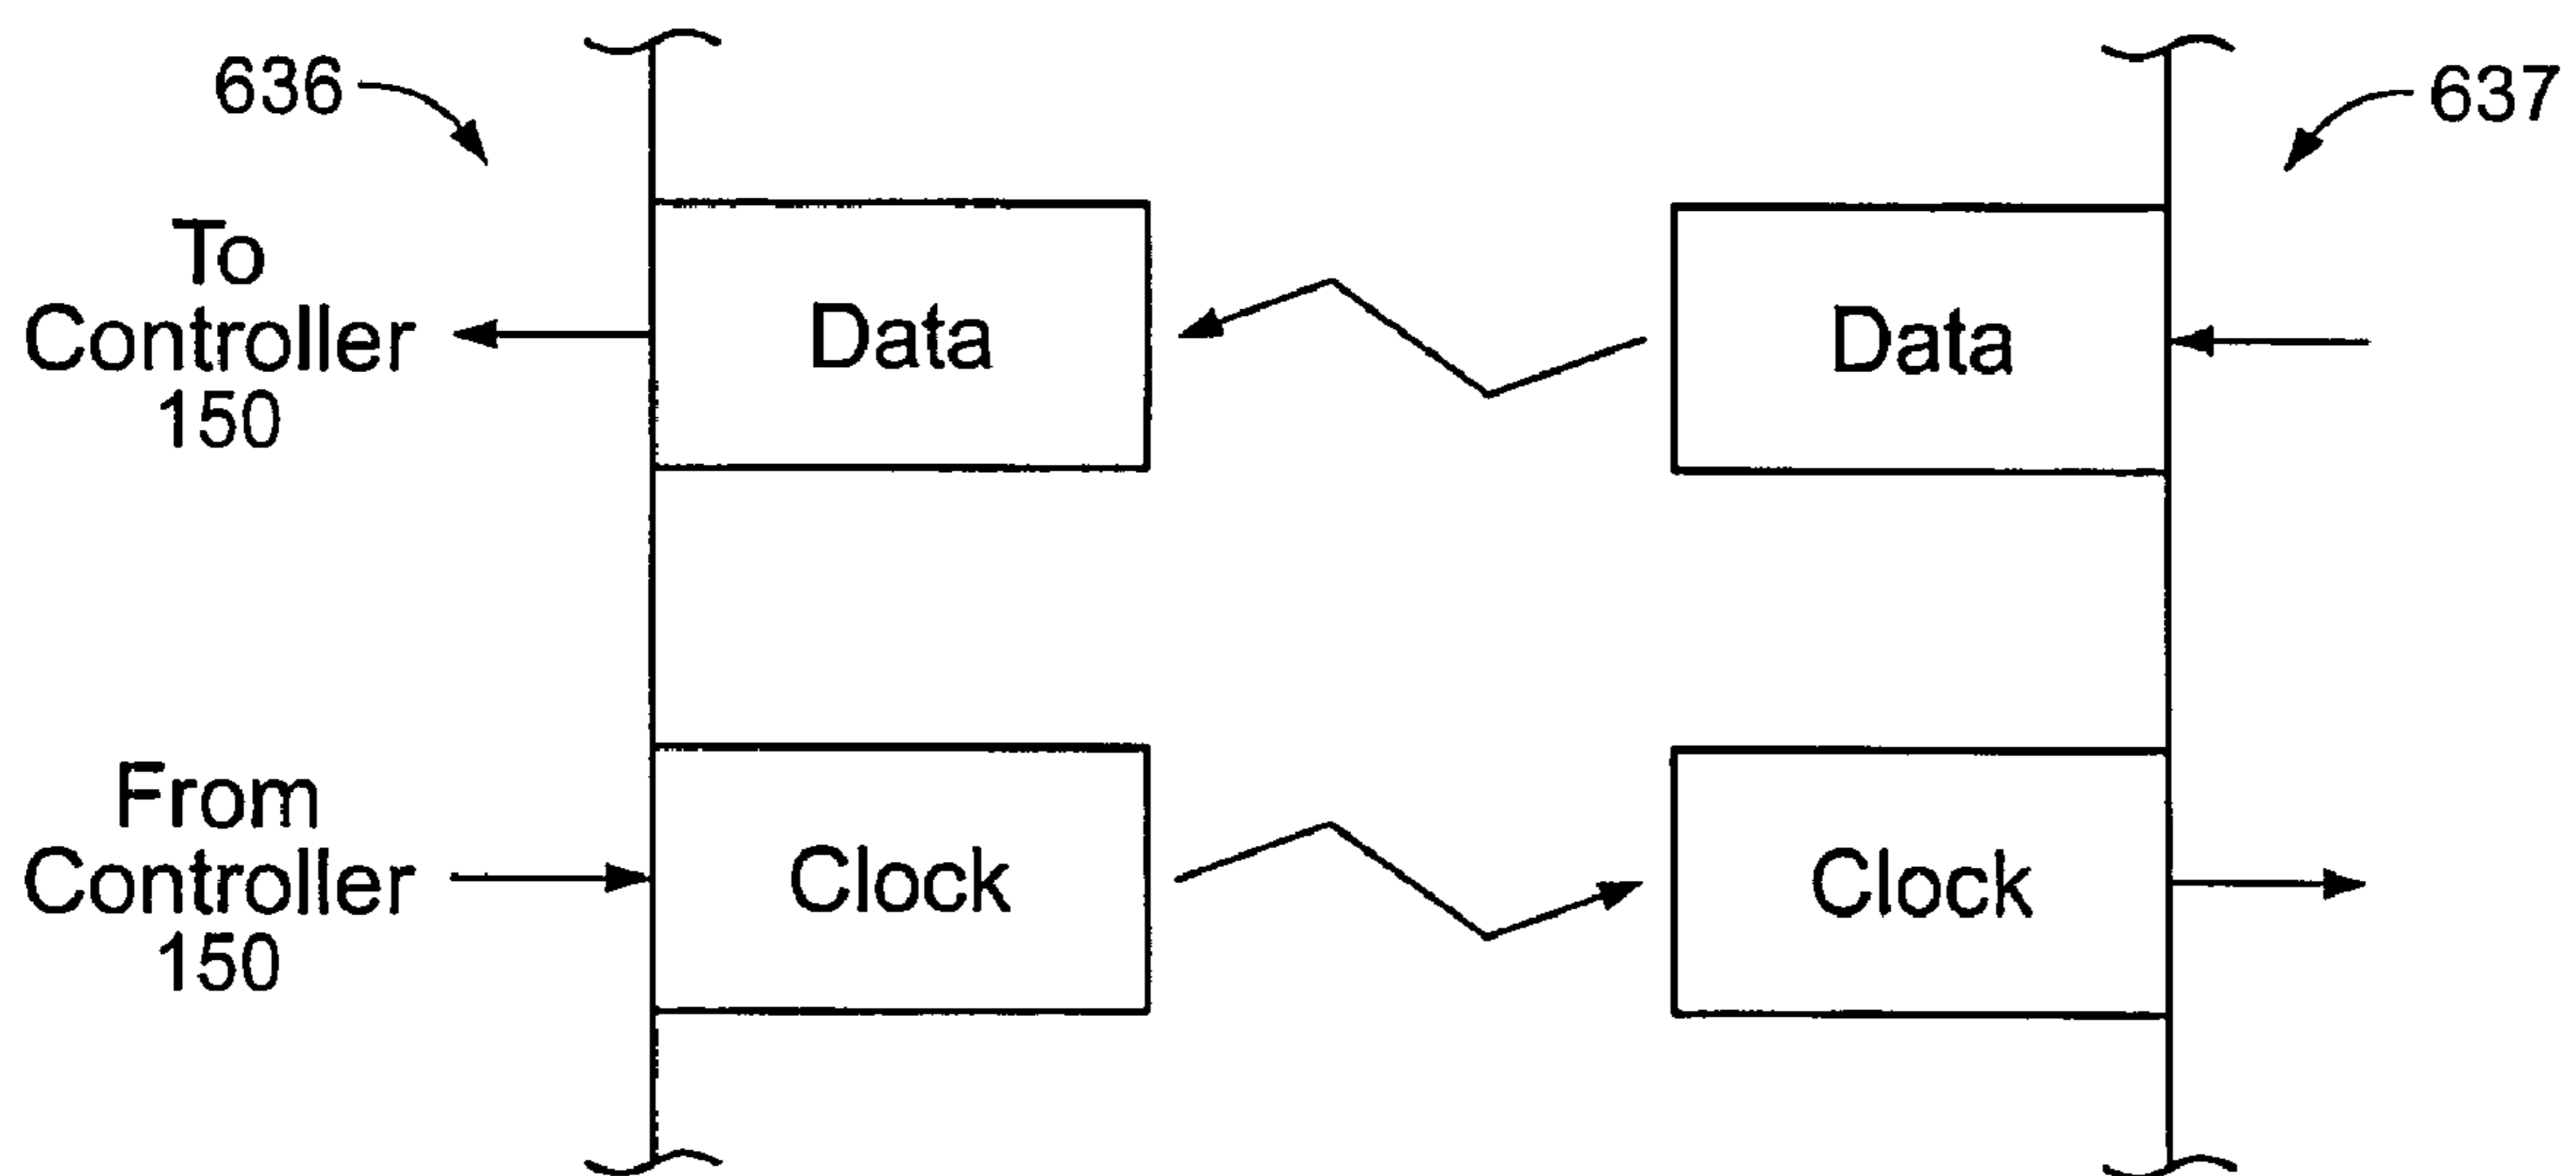 636
637
To
Controller
150
Data
Data
From
Controller
150
Clock
Clock